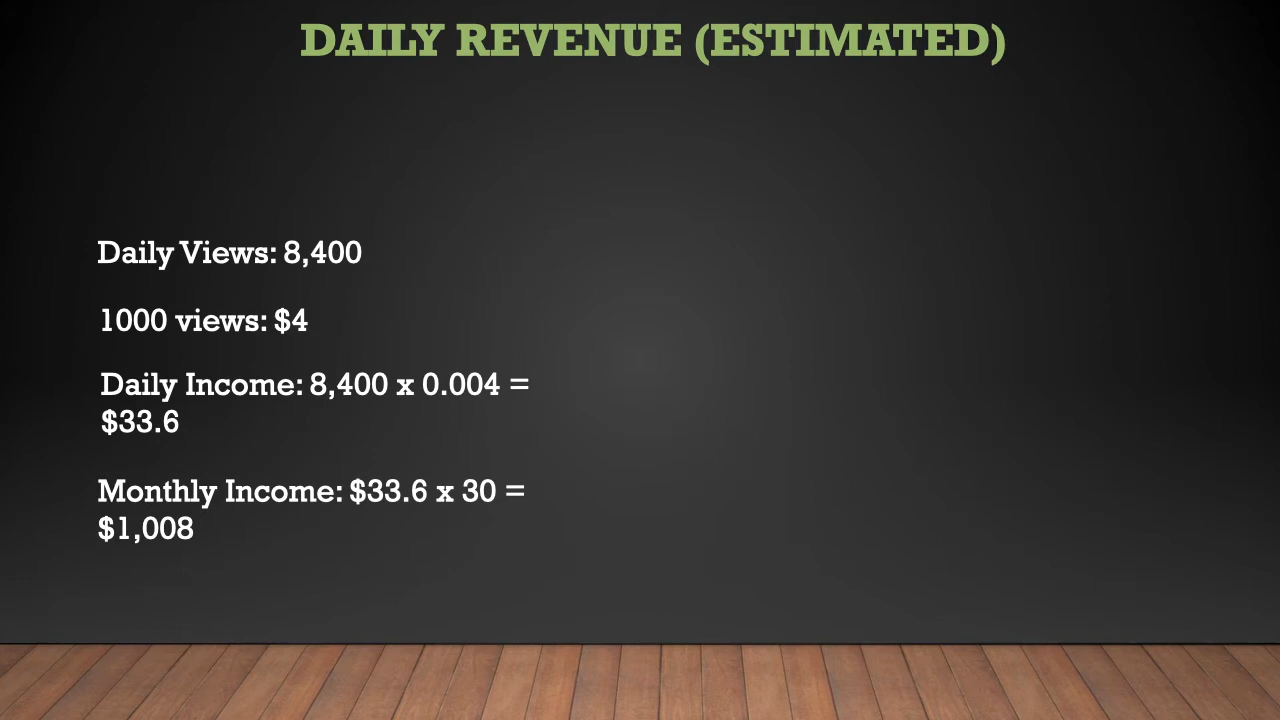 DAILY REVENUE (ESTIMATED)
Daily Views: 8,400
1000 views: $4
Daily Income: 8,400 x 0.004 =
$33.6
Monthly Income: $33.6 x 30 =
$1,008